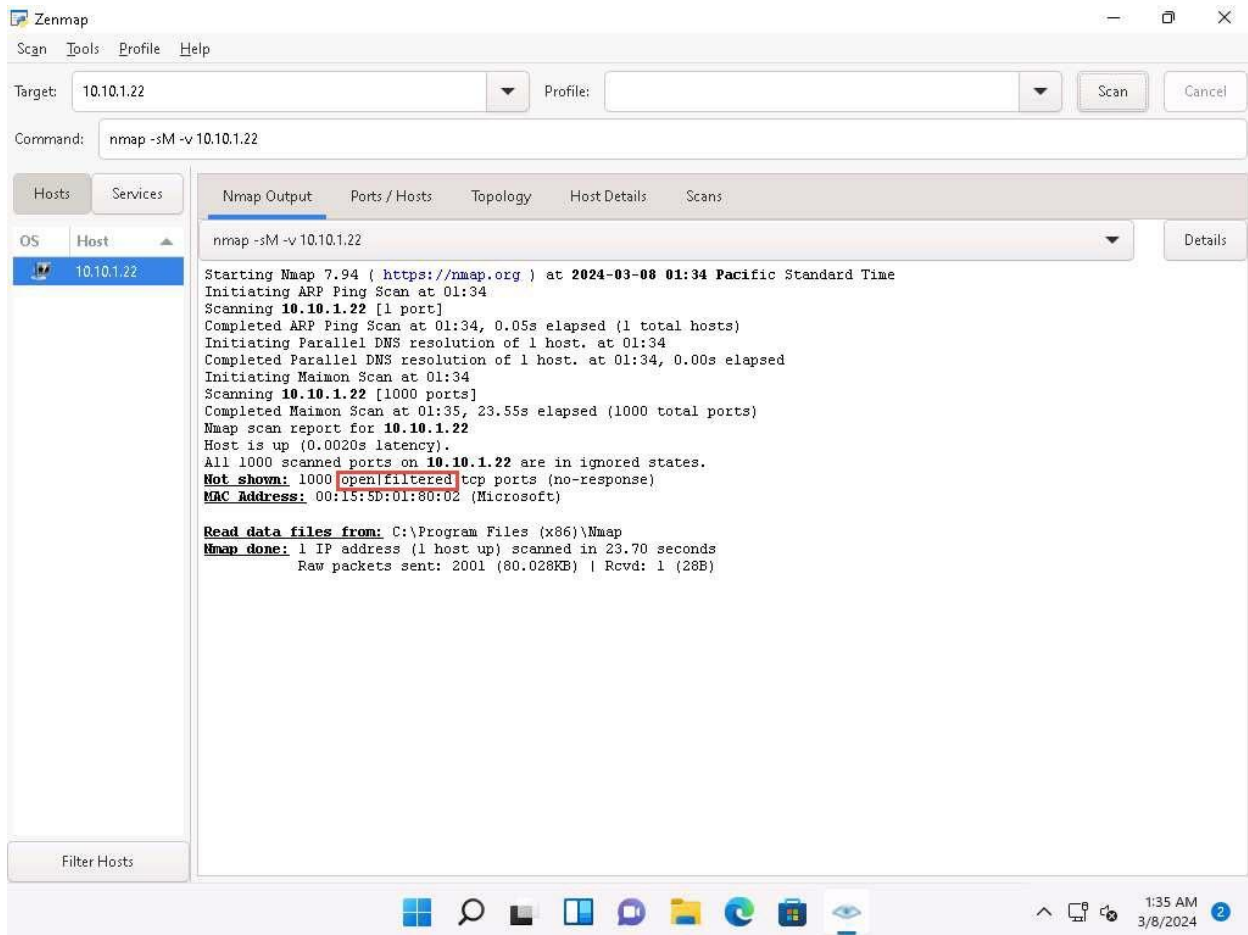 Zenmap
Scan Tools Profile Help
Target: 10.10.1.22 Profile: Scan Cancel
Command: nmap -sM -v 10.10.1.22
Hosts Services
Nmap Output Ports / Hosts Topology Host Details Scans
OS Host
nmap -sM -v 10.10.1.22 Details
10.10.1.22
Starting Nmap 7.94 ( https://nmap.org ) at 2024-03-08 01:34 Pacific Standard Time
Initiating ARP Ping Scan at 01:34
Scanning 10.10.1.22 [1 port]
Completed ARP Ping Scan at 01:34, 0.05s elapsed (1 total hosts)
Initiating Parallel DNS resolution of 1 host. at 01:34
Completed Parallel DNS resolution of 1 host. at 01:34, 0.00s elapsed
Initiating Maimon Scan at 01:34
Scanning 10.10.1.22 [1000 ports]
Completed Maimon Scan at 01:35, 23.55s elapsed (1000 total ports)
Nmap scan report for 10.10.1.22
Host is up (0.0020s latency).
All 1000 scanned ports on 10.10.1.22 are in ignored states.
Not shown: 1000 open|filtered tcp ports (no-response)
MAC Address: 00:15:5D:01:80:02 (Microsoft)
Read data files from: C:\Program Files (x86)\Nmap
Nmap done: 1 IP address (1 host up) scanned in 23.70 seconds
Raw packets sent: 2001 (80.028KB) | Rcvd: 1 (28B)
Filter Hosts
1:35 AM
3/8/2024
2